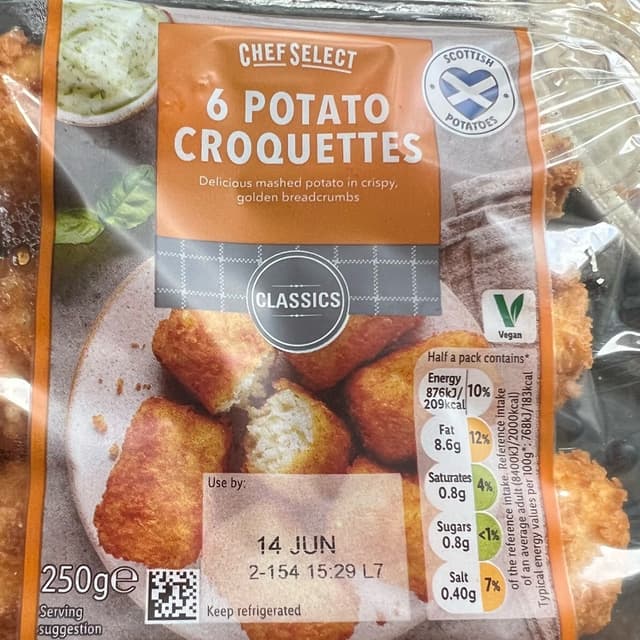 CHEF SELECT
SCOTTISH
POTATOES
6 POTATO
CROQUETTES
Delicious mashed potato in crispy,
golden breadcrumbs
CLASSICS
V
Vegan
Half a pack contains*
Energy
876kJ/
209kcal
10%
Fat
8.6g
12%
Saturates
0.8g
4%
Sugars
0.8g
<1%
Salt
0.40g
7%
of the reference intake. Reference intake
of an average adult (8400kJ/2000kcal)
Typical energy values per 100g*: 768kJ/183kcal
Use by:
14 JUN
2-154 15:29 L7
Keep refrigerated
250g℮
Serving
suggestion